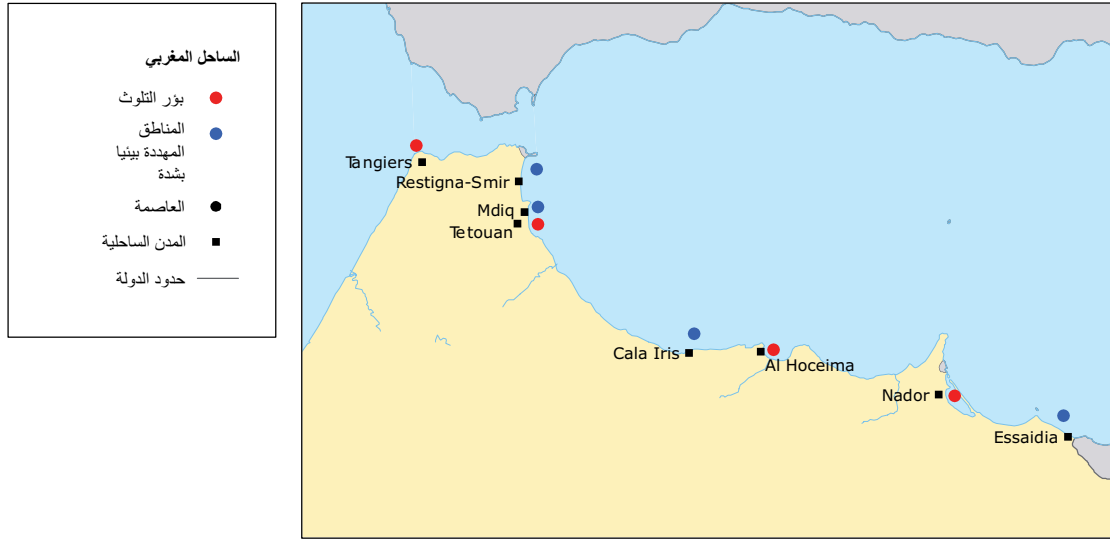 الساحل المغربي
بؤر التلوث
المناطق
المهددة بيئيا
بشدة
العاصمة
المدن الساحلية
حدود الدولة
Tangiers
Restigna-Smir
Mdiq
Tetouan
Cala Iris
Al Hoceima
Nador
Essaidia